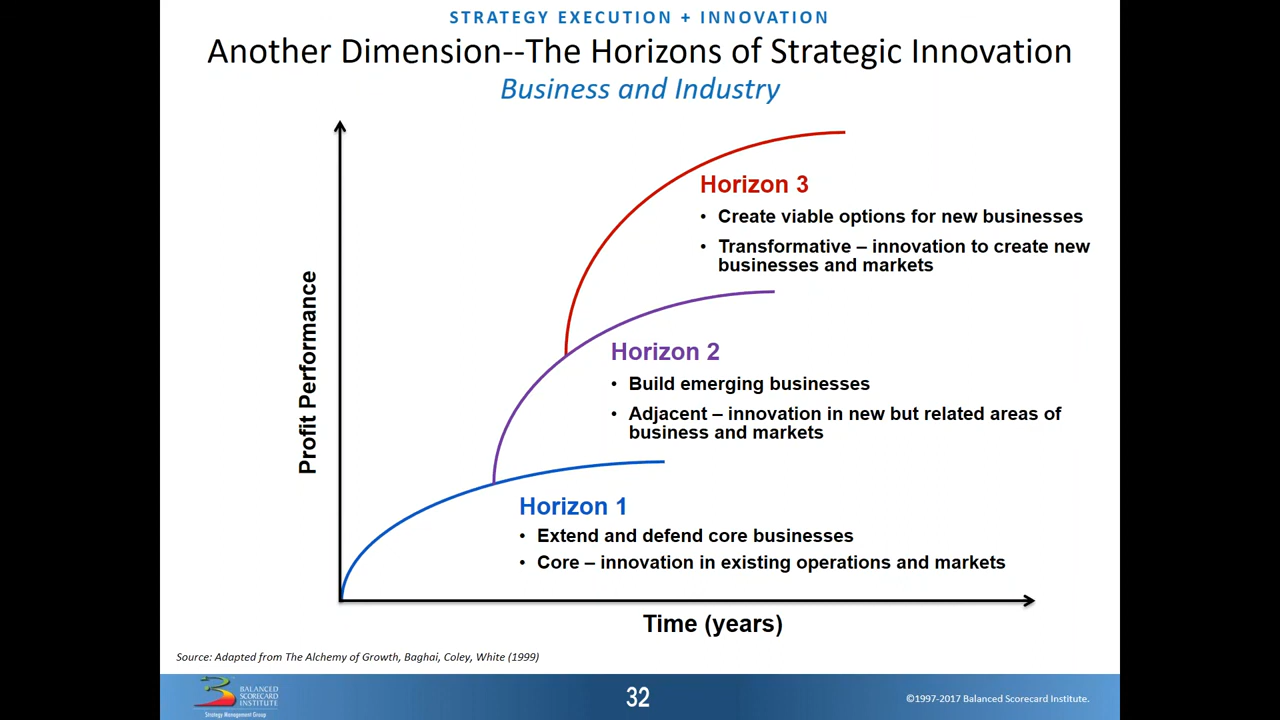 STRATEGY EXECUTION + INNOVATION
Another Dimension--The Horizons of Strategic Innovation
Business and Industry
Horizon 3
• Create viable options for new businesses
• Transformative – innovation to create new
businesses and markets
Profit Performance
Horizon 2
• Build emerging businesses
• Adjacent – innovation in new but related areas of
business and markets
Horizon 1
• Extend and defend core businesses
• Core – innovation in existing operations and markets
Time (years)
Source: Adapted from The Alchemy of Growth, Baghai, Coley, White (1999)
BALANCED
SCORECARD
INSTITUTE
Strategy Management Group
32
©1997-2017 Balanced Scorecard Institute.